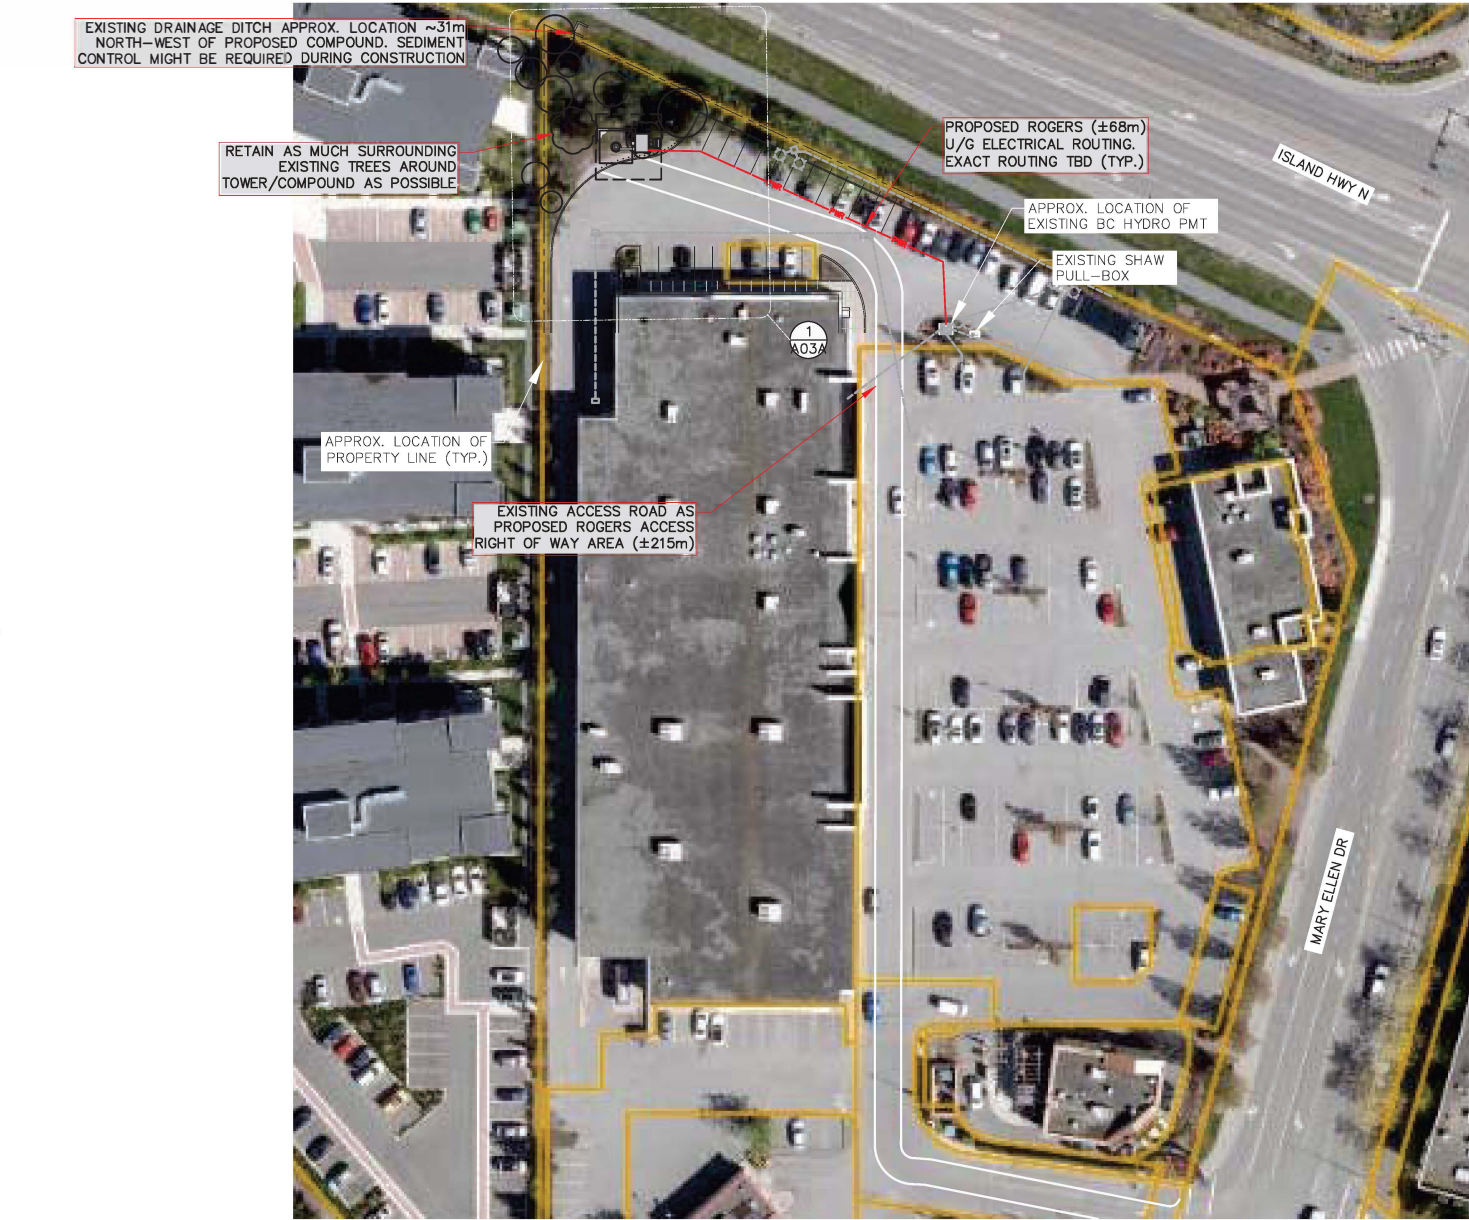 EXISTING DRAINAGE DITCH APPROX. LOCATION ~31m
NORTH-WEST OF PROPOSED COMPOUND. SEDIMENT
CONTROL MIGHT BE REQUIRED DURING CONSTRUCTION
RETAIN AS MUCH SURROUNDING
EXISTING TREES AROUND
TOWER/COMPOUND AS POSSIBLE
PROPOSED ROGERS (±68m)
U/G ELECTRICAL ROUTING.
EXACT ROUTING TBD (TYP.)
ISLAND HWY N
APPROX. LOCATION OF
EXISTING BC HYDRO PMT
EXISTING SHAW
PULL-BOX
1
A03A
APPROX. LOCATION OF
PROPERTY LINE (TYP.)
EXISTING ACCESS ROAD AS
PROPOSED ROGERS ACCESS
RIGHT OF WAY AREA (±215m)
MARY ELLEN DR